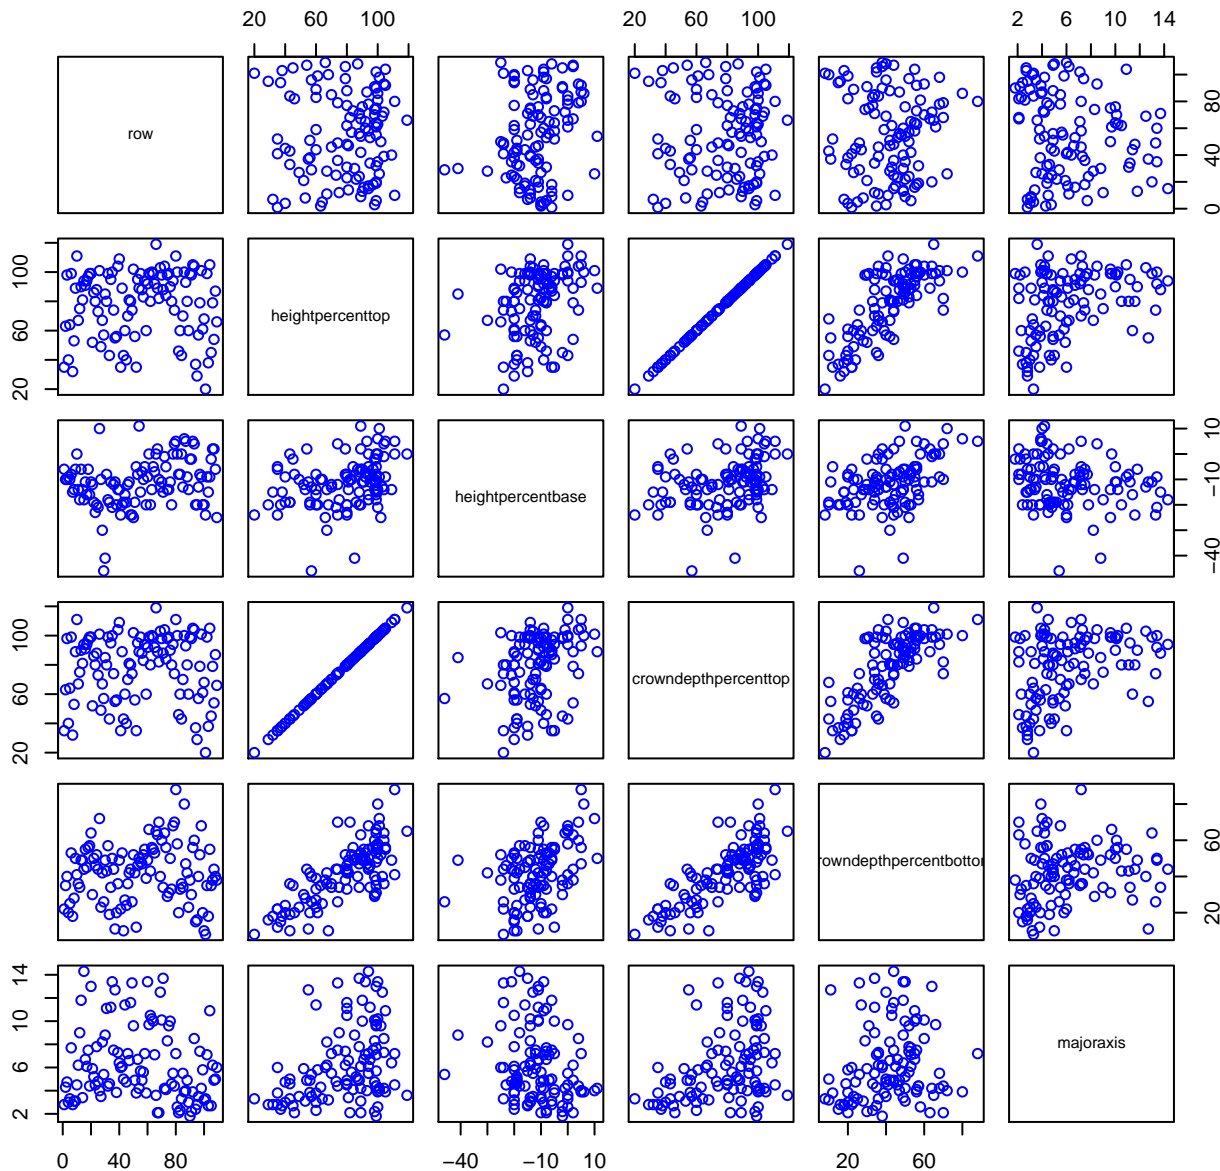 20 60 100
20 60 100
2 6 10 14
row
0 40 80
20 60 100
heightpercenttop
heightpercentbase
−40 −10 10
20 60 100
crowndepthpercenttop
rowndepthpercentbotto
20 60
2 6 10 14
majoraxis
0 40 80
−40 −10 10
20 60